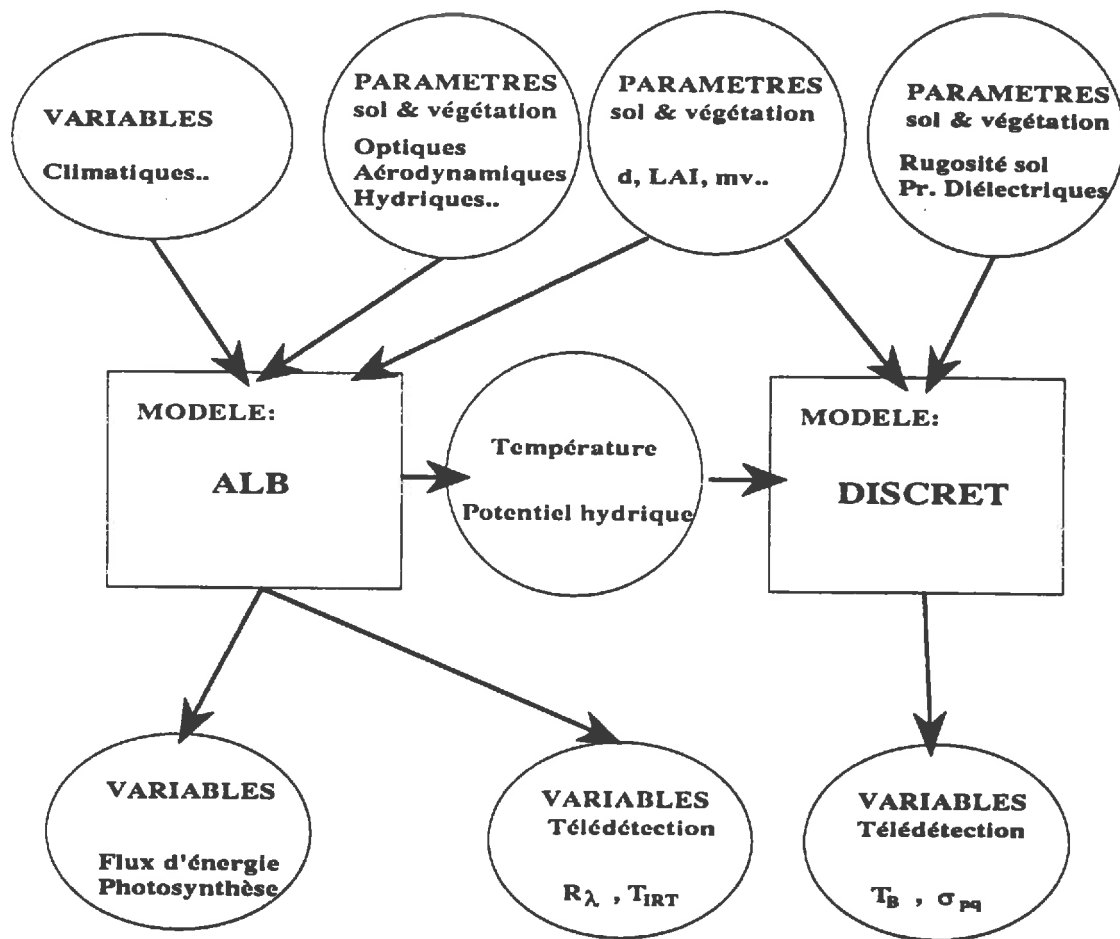 VARIABLES
Climatiques..
PARAMETRES
sol & végétation
Optiques
Aérodynamiques
Hydriques..
PARAMETRES
sol & végétation
d, LAI, mv..
PARAMETRES
sol & végétation
Rugosité sol
Pr. Diélectriques
MODELE:
ALB
Température
Potentiel hydrique
MODELE:
DISCRET
VARIABLES
Flux d'énergie
Photosynthèse
VARIABLES
Télédétection
Rλ , TIRT
VARIABLES
Télédétection
TB , σpq